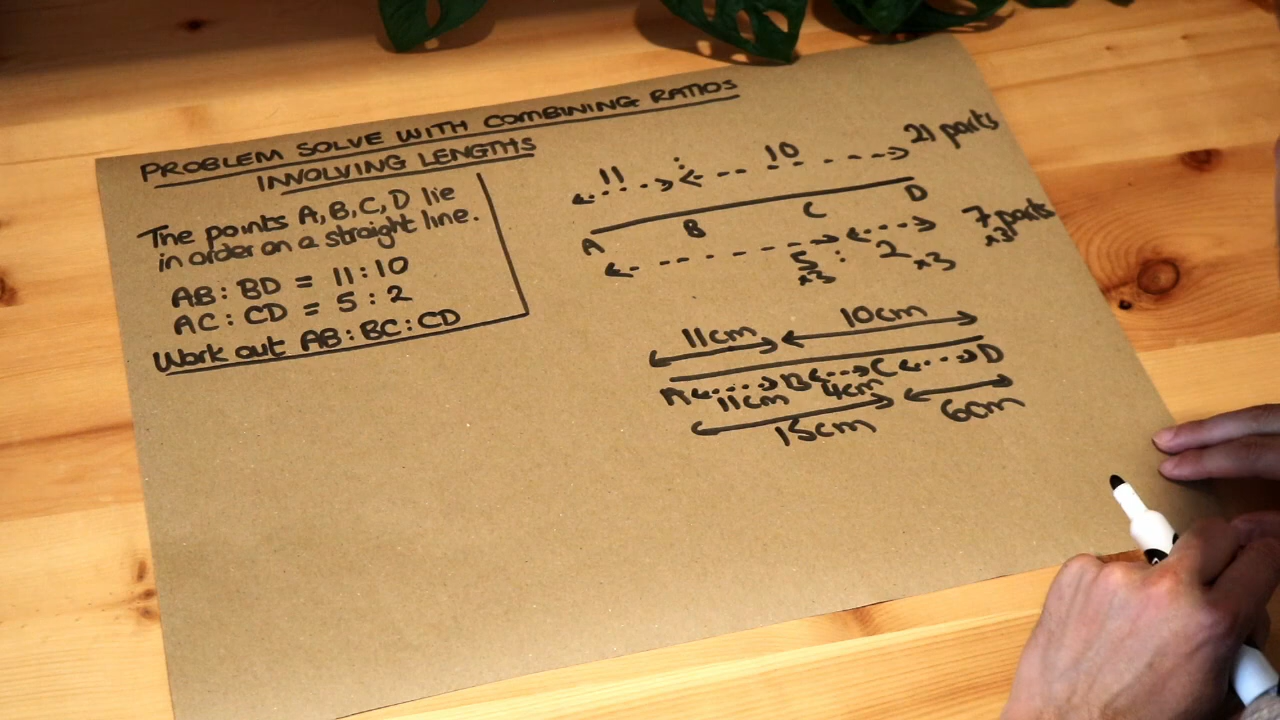 PROBLEM SOLVE WITH COMBINING RATIOS
INVOLVING LENGTHS
The points A, B, C, D lie
in order on a straight line.
AB : BD = 11 : 10
AC : CD = 5 : 2
Work out AB : BC : CD
11 : 10 21 parts
A B C D
5 : 2 7 parts
×3 ×3 ×3
11cm 10cm
A B C D
11cm 4cm
15cm 6cm